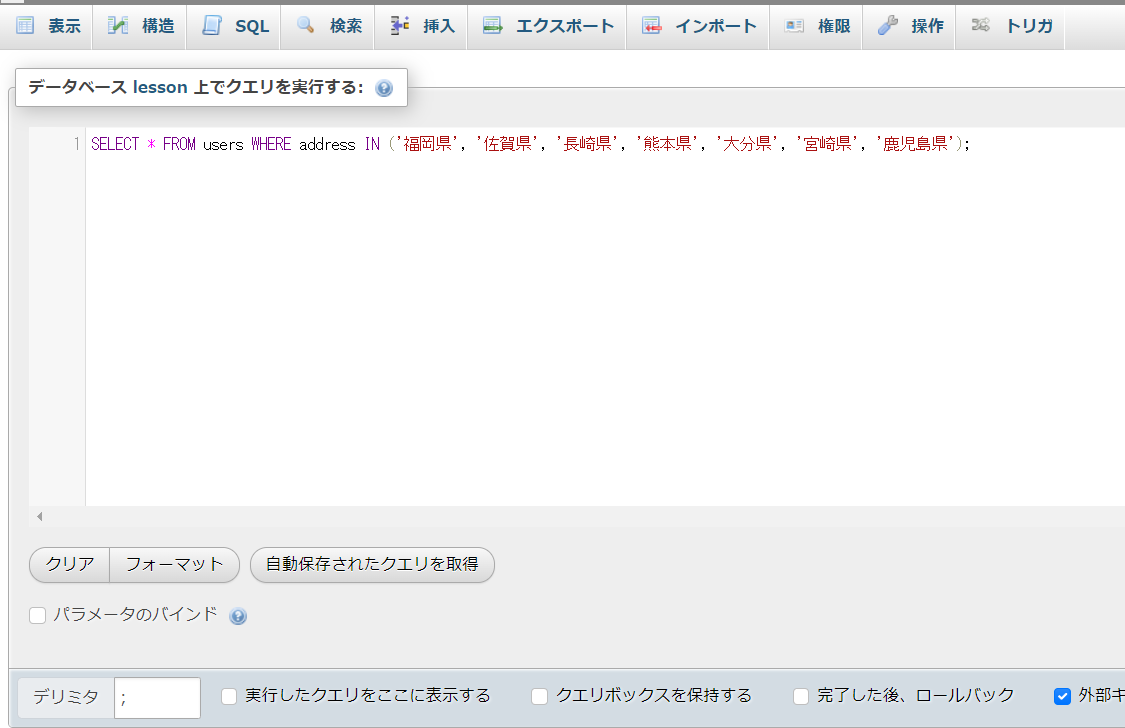 表示 構造 SQL 検索 挿入 エクスポート インポート 権限 操作 トリガ
データベース lesson 上でクエリを実行する:
1 SELECT * FROM users WHERE address IN ('福岡県', '佐賀県', '長崎県', '熊本県', '大分県', '宮崎県', '鹿児島県');
クリア フォーマット 自動保存されたクエリを取得
パラメータのバインド
デリミタ ; 実行したクエリをここに表示する クエリボックスを保持する 完了した後、ロールバック 外部キ